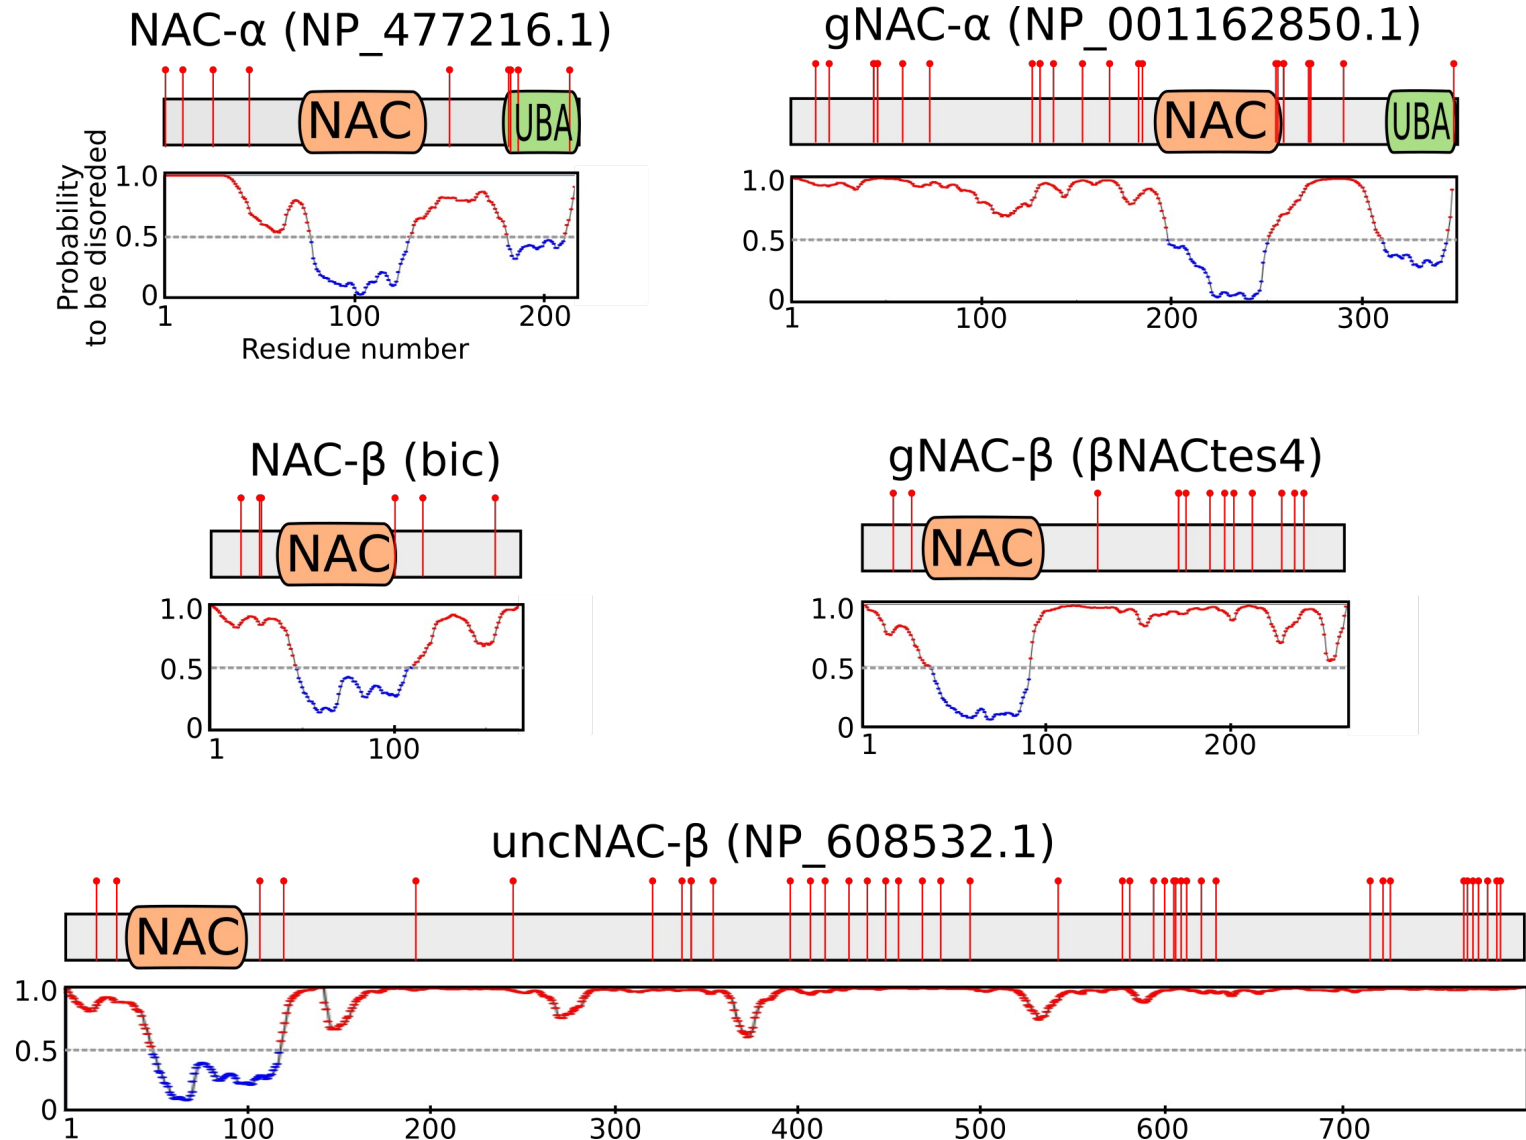 NAC-α (NP_477216.1)
NAC
UBA
Probability
to be disoreded
1.0
0.5
0
1
100
200
Residue number
gNAC-α (NP_001162850.1)
NAC
UBA
1.0
0.5
0
1
100
200
300
NAC-β (bic)
NAC
1.0
0.5
0
1
100
gNAC-β (βNACtes4)
NAC
1.0
0.5
0
1
100
200
uncNAC-β (NP_608532.1)
NAC
1.0
0.5
0
1
100
200
300
400
500
600
700